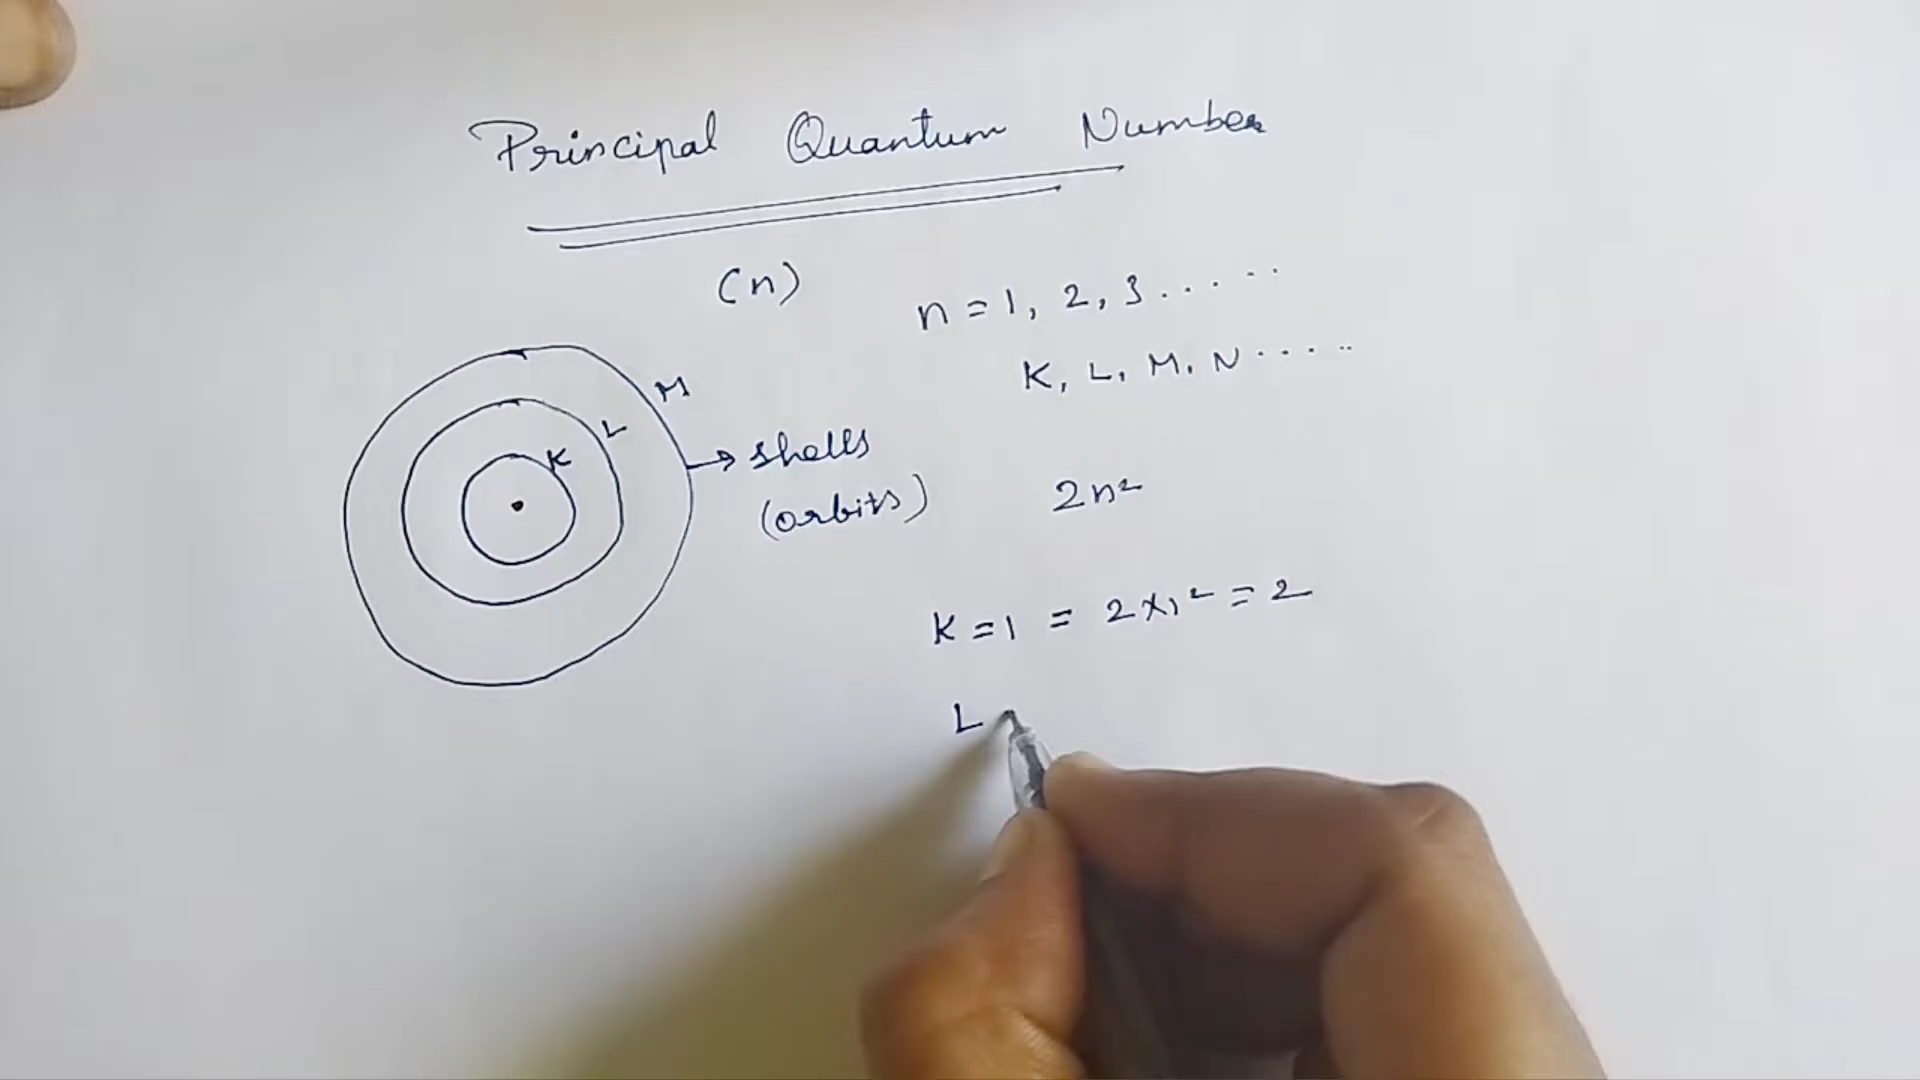 Principal Quantum Number
(n)
n = 1, 2, 3 . . . . . .
K, L, M, N . . . . . .
M
L
K
→ shells
(orbits)
2n²
K = 1 = 2×1² = 2
L